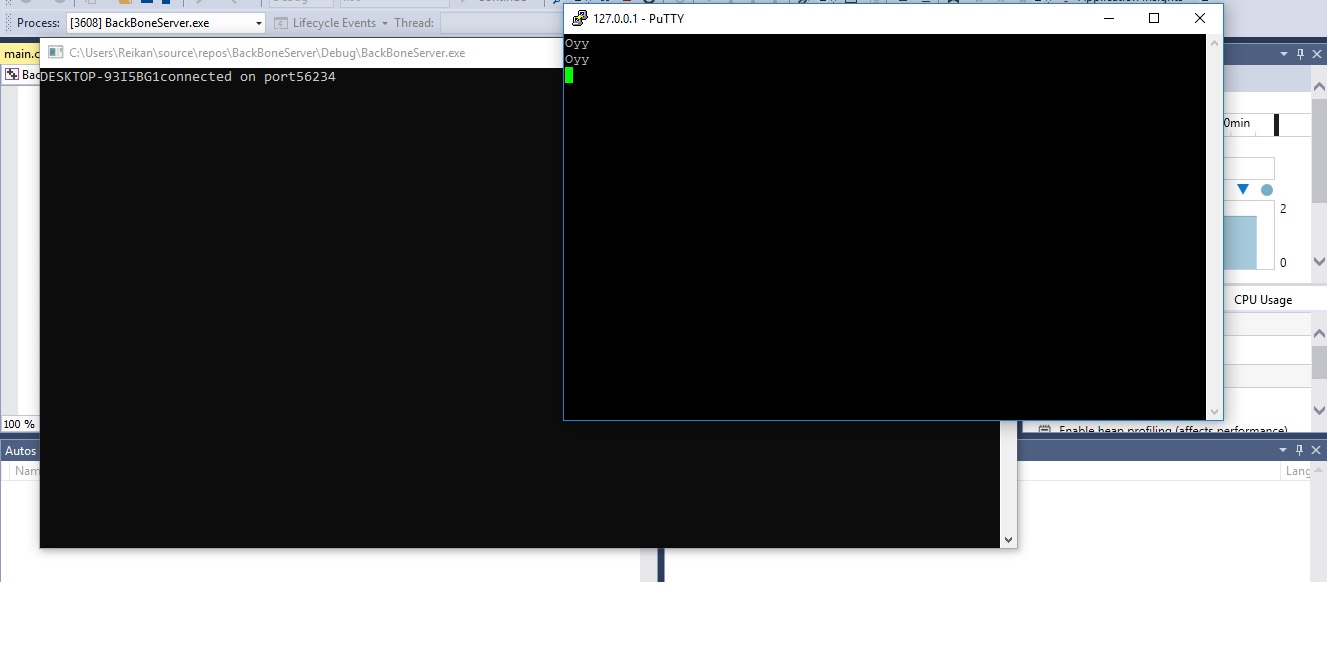 Process: [3608] BackBoneServer.exe Lifecycle Events Thread:
127.0.0.1 - PuTTY
Oyy
Oyy
main.c
C:\Users\Reikan\source\repos\BackBoneServer\Debug\BackBoneServer.exe
Bac
DESKTOP-93I5BG1connected on port56234
0min
2
0
CPU Usage
100 %
Enable heap profiling (affects performance)
Autos
Nam
Lang